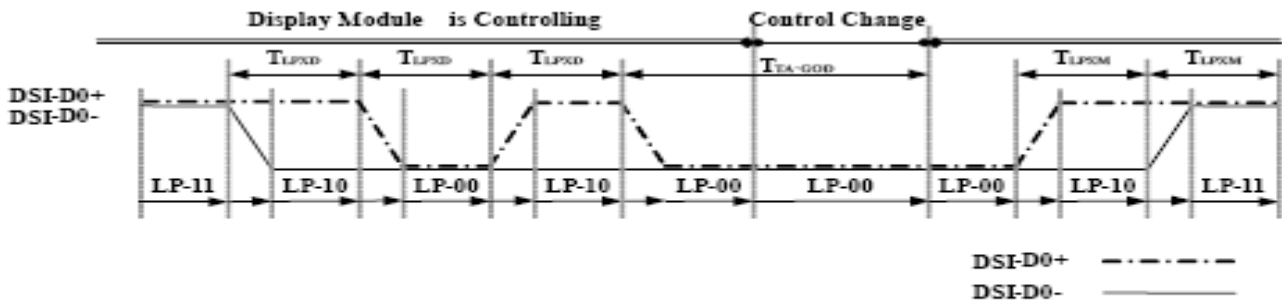 Display Module is Controlling Control Change
TLPXD TLPXD TLPXD TTA-GOD TLPXM TLPXM
DSI-D0+
DSI-D0-
LP-11 LP-10 LP-00 LP-10 LP-00 LP-00 LP-00 LP-10 LP-11
DSI-D0+
DSI-D0-